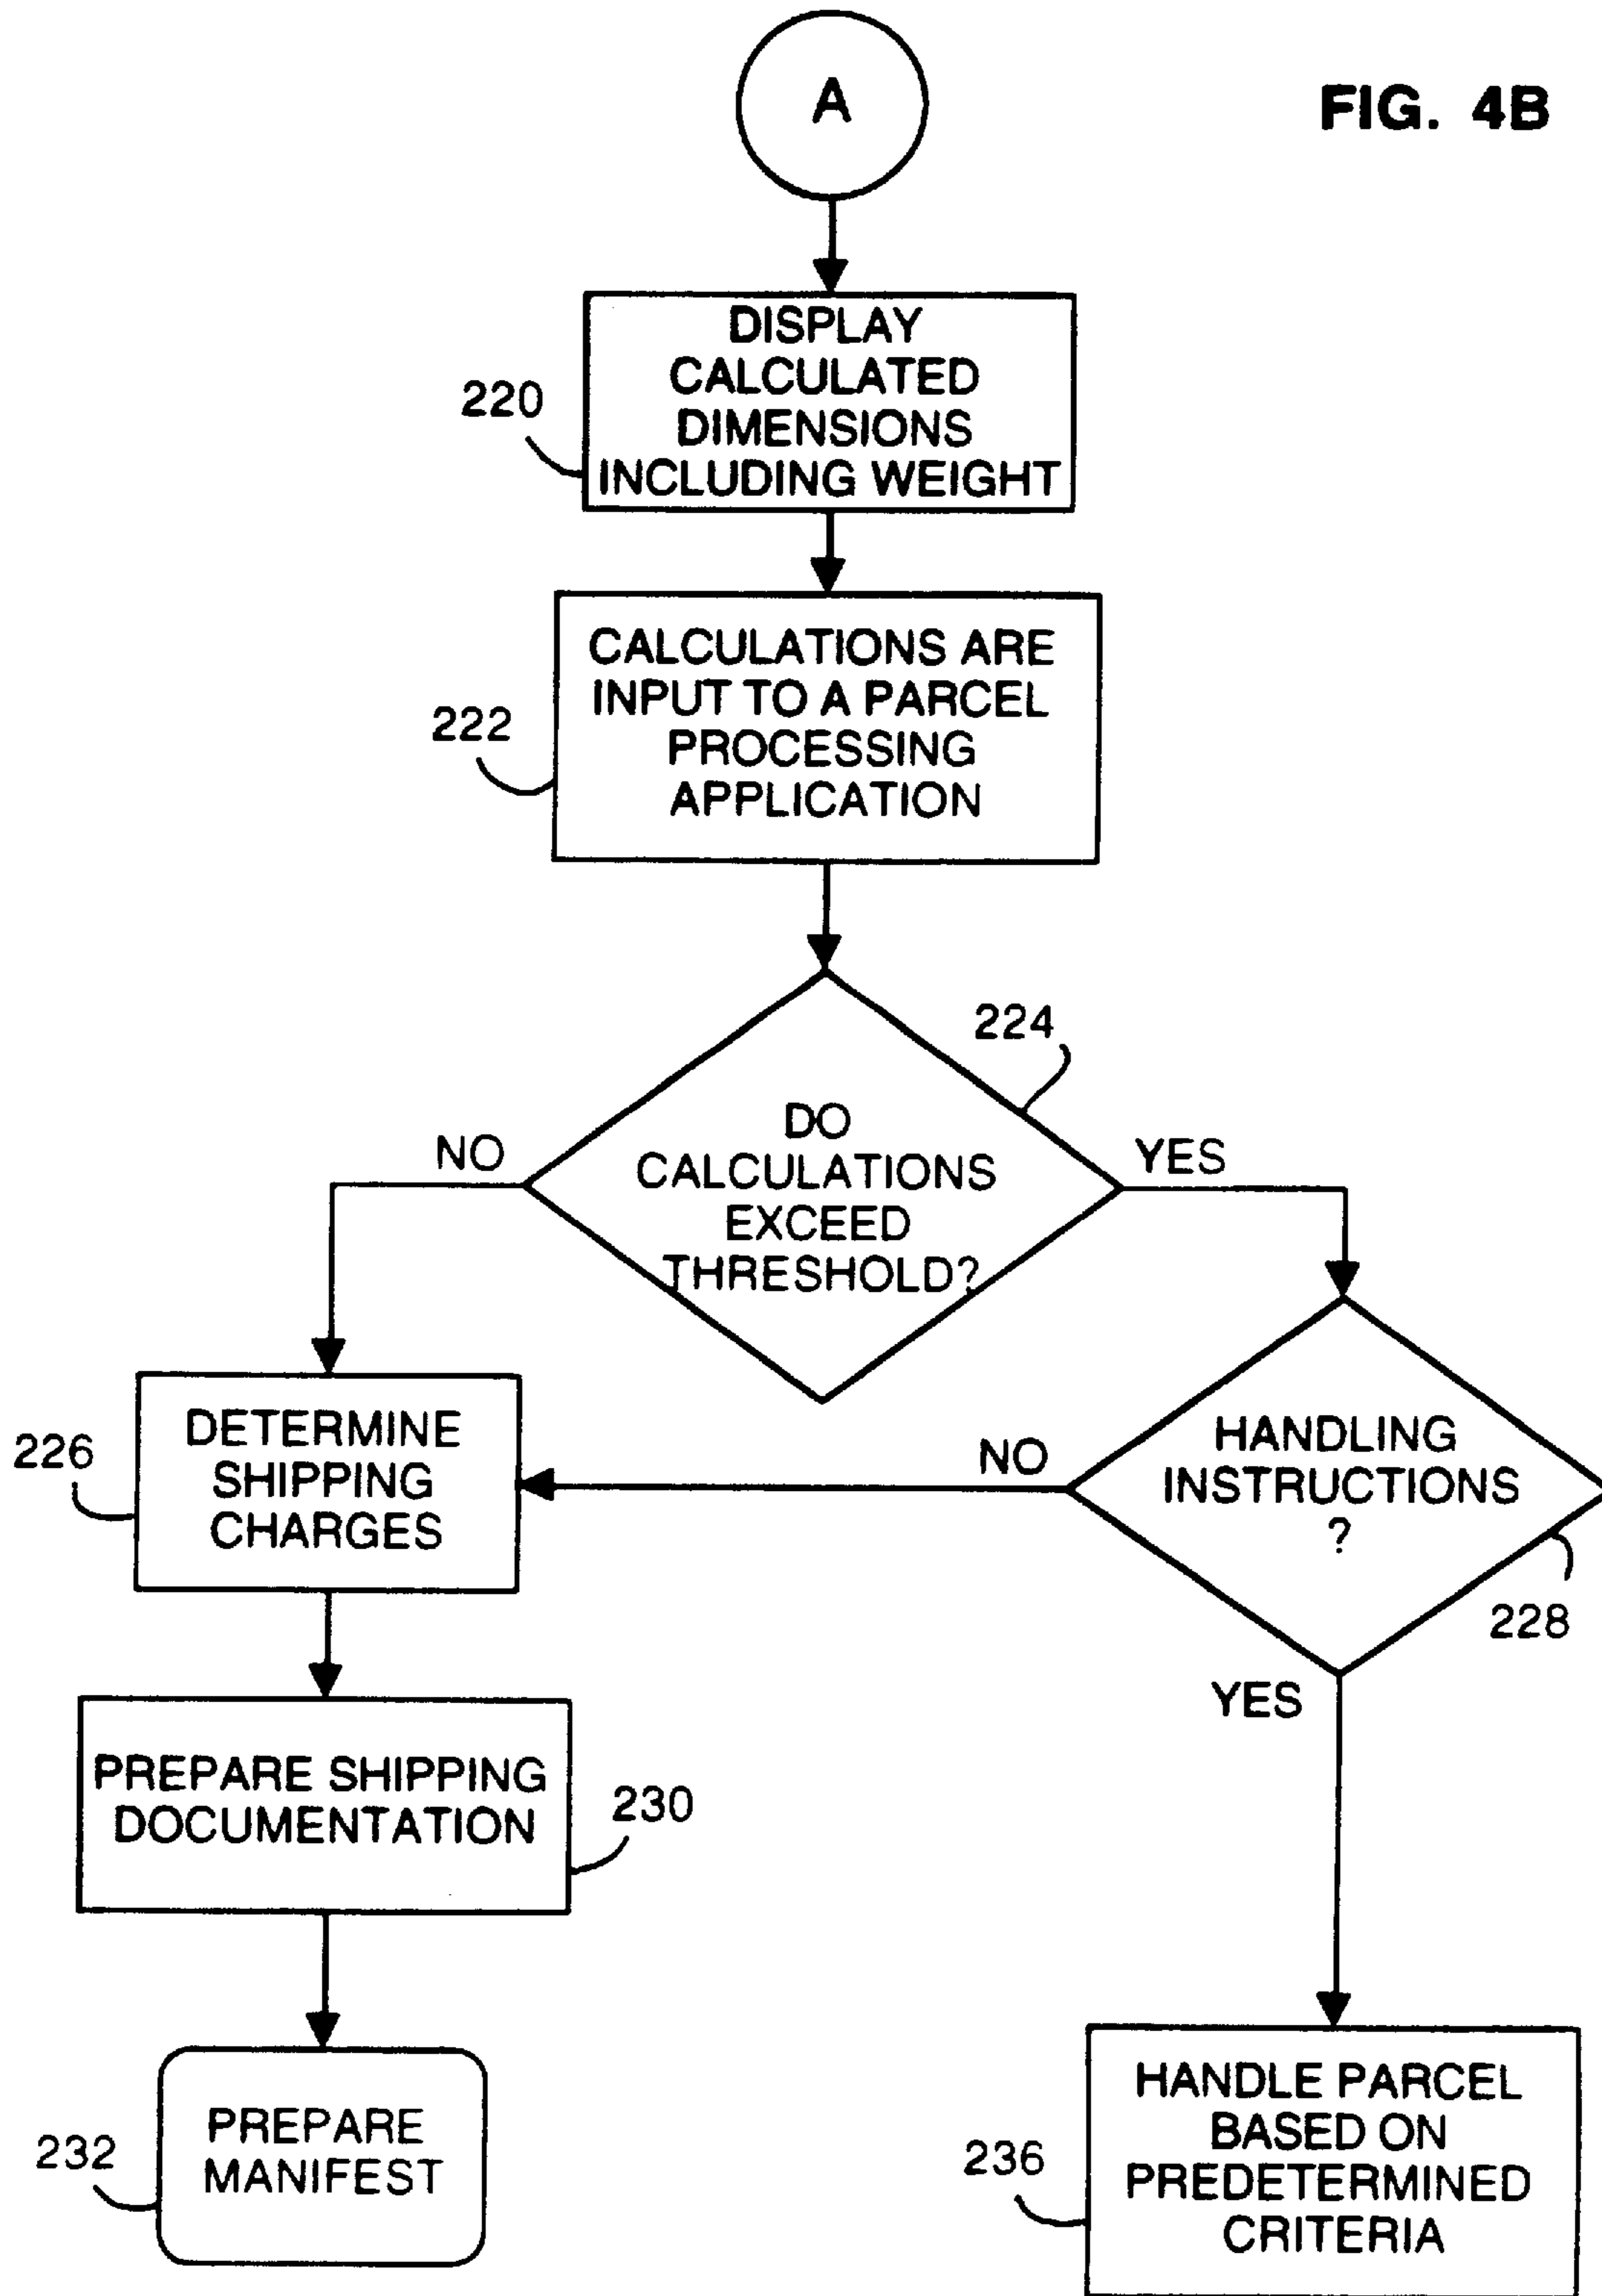 A
FIG. 4B
DISPLAY
CALCULATED
DIMENSIONS
INCLUDING WEIGHT
220
CALCULATIONS ARE
INPUT TO A PARCEL
PROCESSING
APPLICATION
222
224
DO
CALCULATIONS
EXCEED
THRESHOLD?
NO
YES
DETERMINE
SHIPPING
CHARGES
226
NO
HANDLING
INSTRUCTIONS
?
228
YES
PREPARE SHIPPING
DOCUMENTATION
230
PREPARE
MANIFEST
232
HANDLE PARCEL
BASED ON
PREDETERMINED
CRITERIA
236